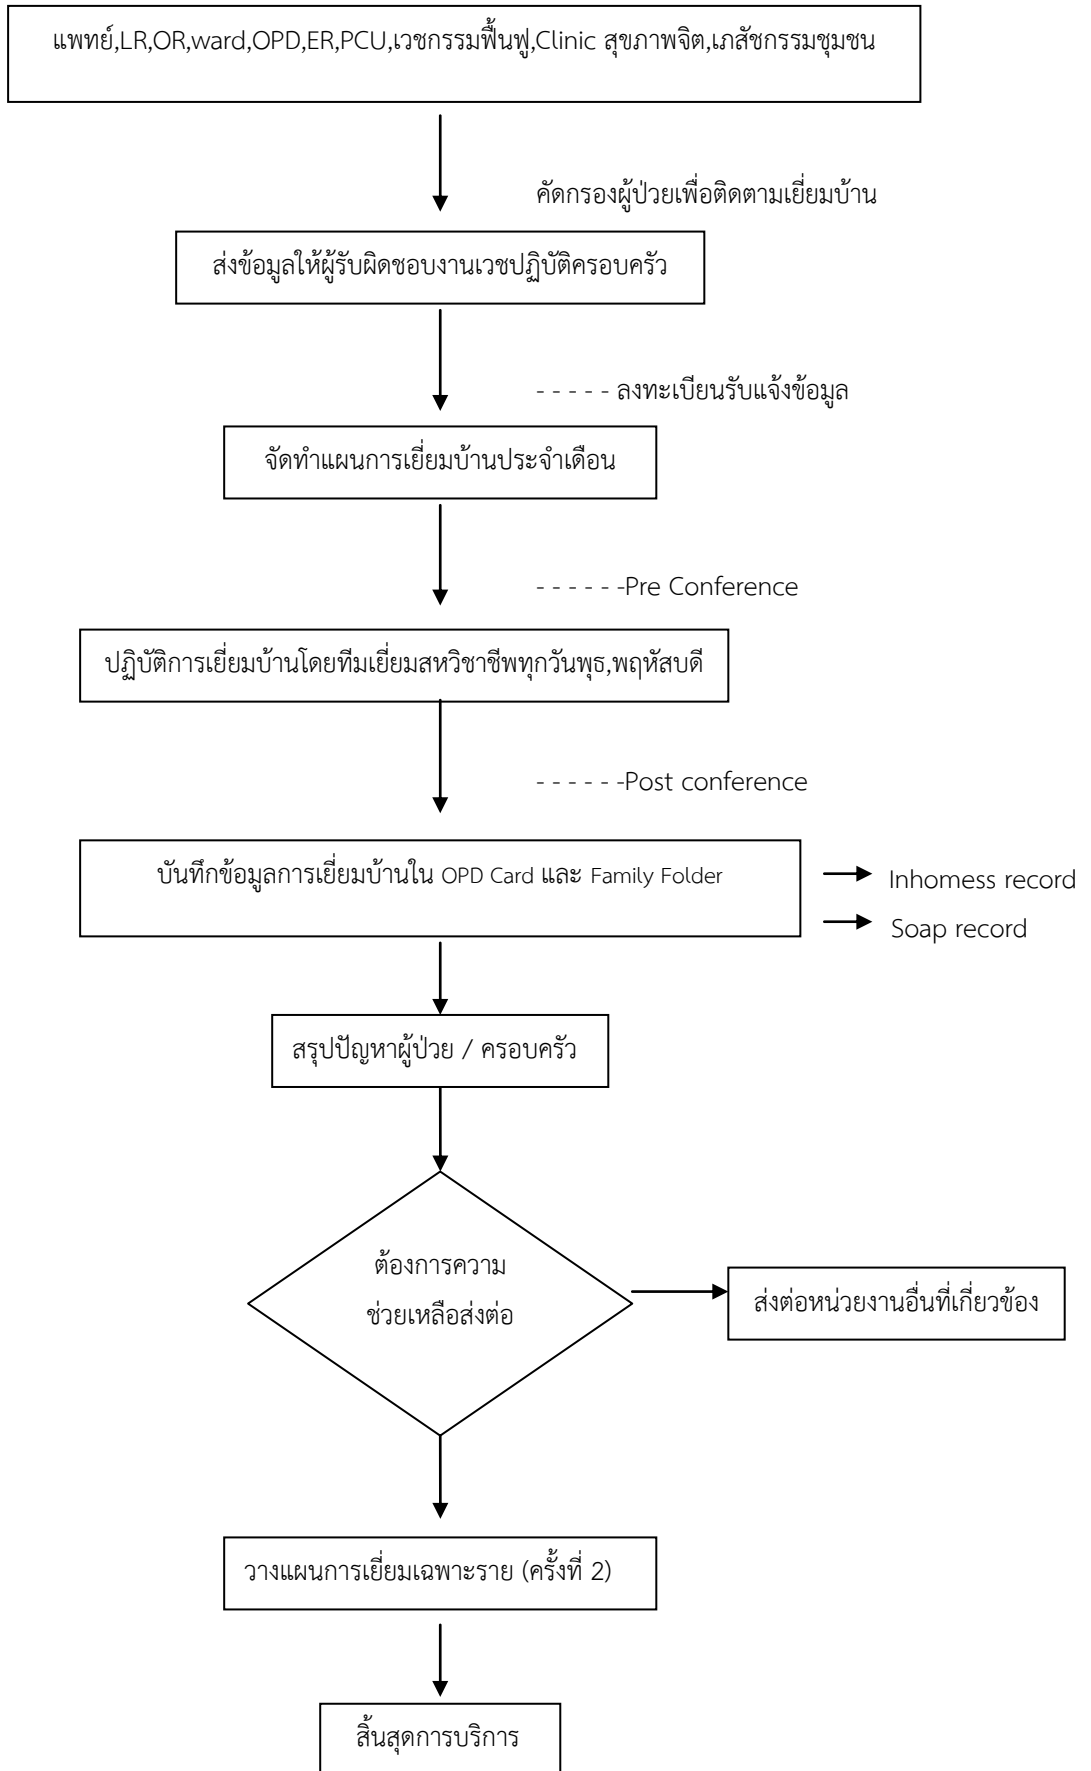 แพทย์,LR,OR,ward,OPD,ER,PCU,เวชกรรมฟื้นฟู,Clinic สุขภาพจิต,เภสัชกรรมชุมชน
คัดกรองผู้ป่วยเพื่อติดตามเยี่ยมบ้าน
ส่งข้อมูลให้ผู้รับผิดชอบงานเวชปฏิบัติครอบครัว
- - - - - ลงทะเบียนรับแจ้งข้อมูล
จัดทำแผนการเยี่ยมบ้านประจำเดือน
- - - - - -Pre Conference
ปฏิบัติการเยี่ยมบ้านโดยทีมเยี่ยมสหวิชาชีพทุกวันพุธ,พฤหัสบดี
- - - - - -Post conference
บันทึกข้อมูลการเยี่ยมบ้านใน OPD Card และ Family Folder
Inhomess record
Soap record
สรุปปัญหาผู้ป่วย / ครอบครัว
ต้องการความ
ช่วยเหลือส่งต่อ
ส่งต่อหน่วยงานอื่นที่เกี่ยวข้อง
วางแผนการเยี่ยมเฉพาะราย (ครั้งที่ 2)
สิ้นสุดการบริการ